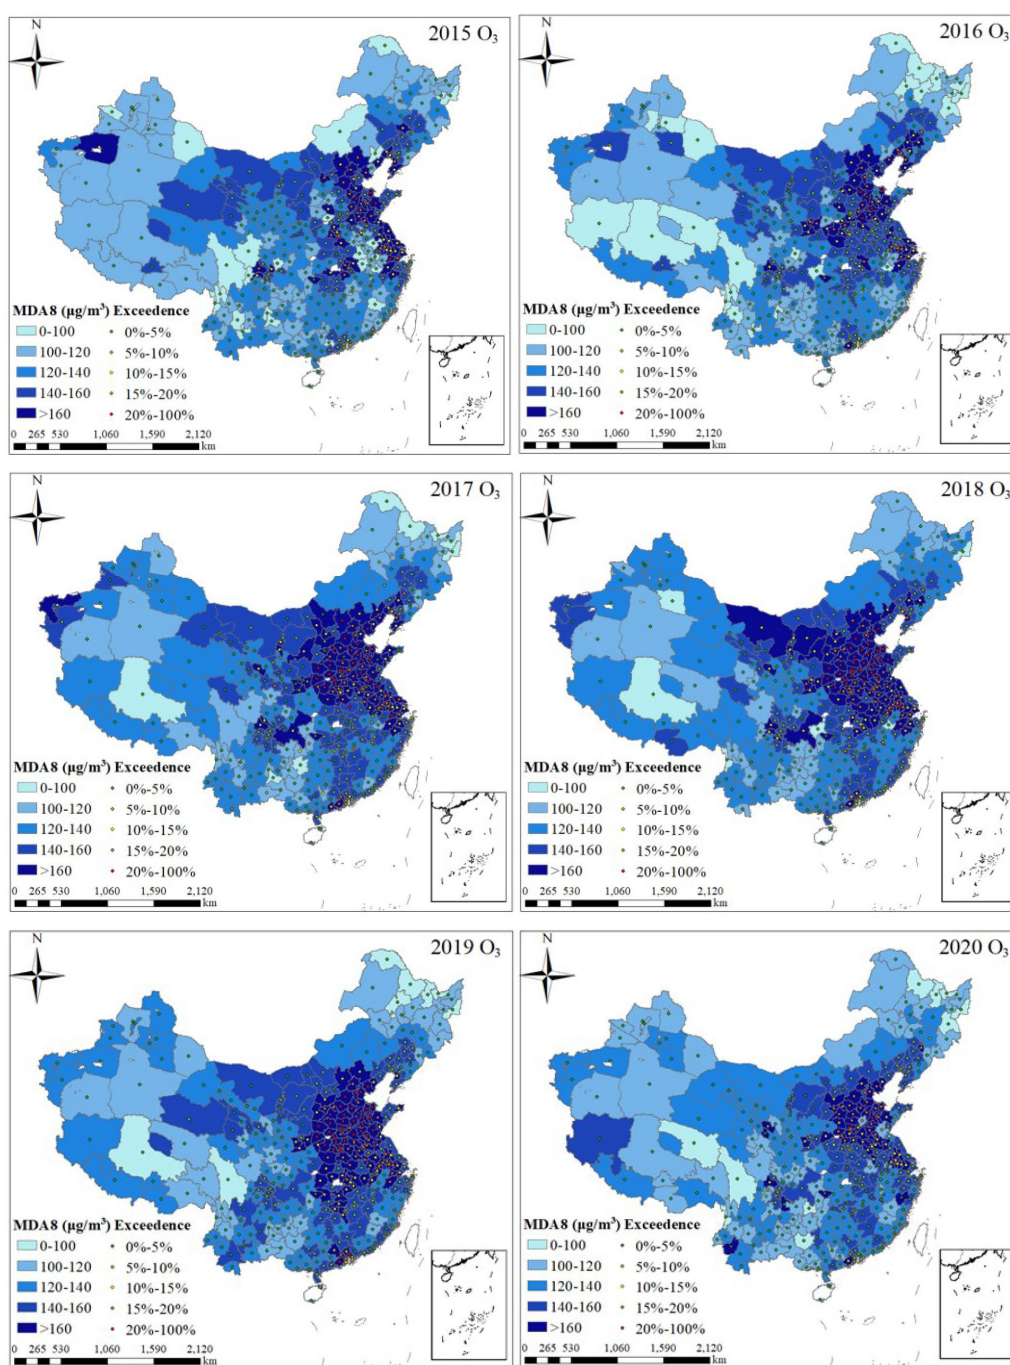 N
2015 O₃
MDA8 (μg/m³) Exceedence
0-100 0%-5%
100-120 5%-10%
120-140 10%-15%
140-160 15%-20%
>160 20%-100%
0 265 530 1,060 1,590 2,120
km
N
2016 O₃
MDA8 (μg/m³) Exceedence
0-100 0%-5%
100-120 5%-10%
120-140 10%-15%
140-160 15%-20%
>160 20%-100%
0 265 530 1,060 1,590 2,120
km
N
2017 O₃
MDA8 (μg/m³) Exceedence
0-100 0%-5%
100-120 5%-10%
120-140 10%-15%
140-160 15%-20%
>160 20%-100%
0 265 530 1,060 1,590 2,120
km
N
2018 O₃
MDA8 (μg/m³) Exceedence
0-100 0%-5%
100-120 5%-10%
120-140 10%-15%
140-160 15%-20%
>160 20%-100%
0 265 530 1,060 1,590 2,120
km
N
2019 O₃
MDA8 (μg/m³) Exceedence
0-100 0%-5%
100-120 5%-10%
120-140 10%-15%
140-160 15%-20%
>160 20%-100%
0 265 530 1,060 1,590 2,120
km
N
2020 O₃
MDA8 (μg/m³) Exceedence
0-100 0%-5%
100-120 5%-10%
120-140 10%-15%
140-160 15%-20%
>160 20%-100%
0 265 530 1,060 1,590 2,120
km